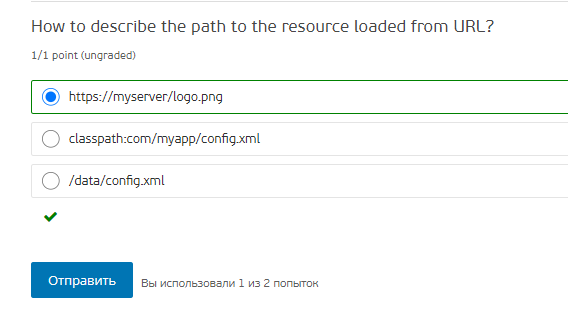 How to describe the path to the resource loaded from URL?
1/1 point (ungraded)
https://myserver/logo.png
classpath:com/myapp/config.xml
/data/config.xml
Отправить
Вы использовали 1 из 2 попыток